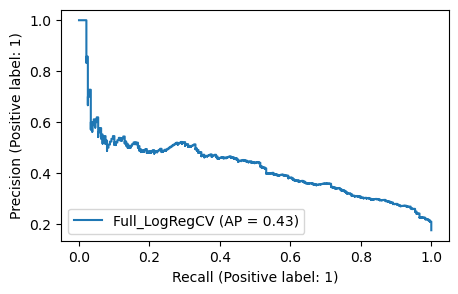 Precision (Positive label: 1)
1.0
0.8
0.6
0.4
0.2
Full_LogRegCV (AP = 0.43)
0.0 0.2 0.4 0.6 0.8 1.0
Recall (Positive label: 1)